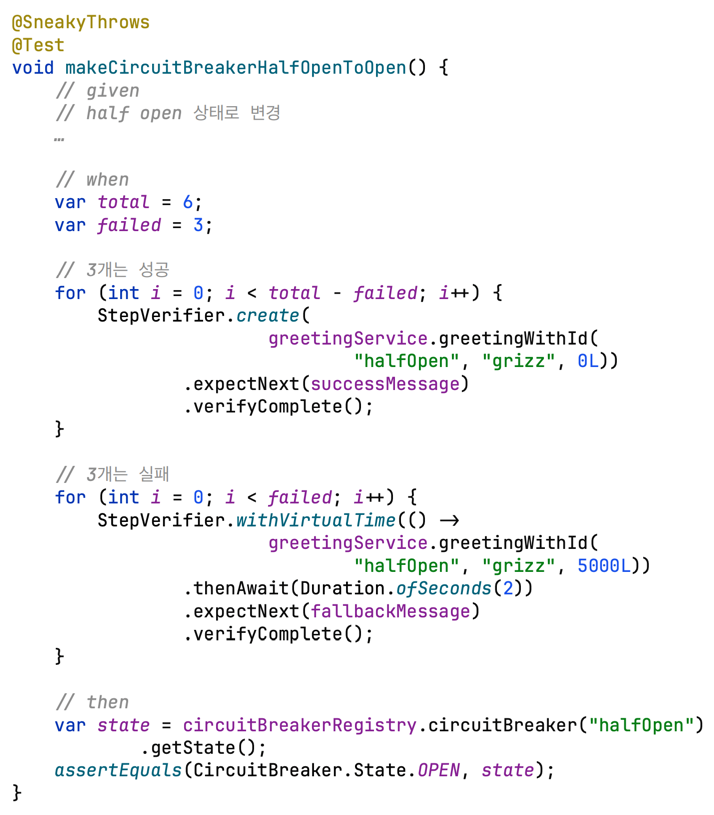 @SneakyThrows
@Test
void makeCircuitBreakerHalfOpenToOpen() {
    // given
    // half open 상태로 변경
    …

    // when
    var total = 6;
    var failed = 3;

    // 3개는 성공
    for (int i = 0; i < total - failed; i++) {
        StepVerifier.create(
                        greetingService.greetingWithId(
                                "halfOpen", "grizz", 0L))
                .expectNext(successMessage)
                .verifyComplete();
    }

    // 3개는 실패
    for (int i = 0; i < failed; i++) {
        StepVerifier.withVirtualTime(() ->
                        greetingService.greetingWithId(
                                "halfOpen", "grizz", 5000L))
                .thenAwait(Duration.ofSeconds(2))
                .expectNext(fallbackMessage)
                .verifyComplete();
    }

    // then
    var state = circuitBreakerRegistry.circuitBreaker("halfOpen")
            .getState();
    assertEquals(CircuitBreaker.State.OPEN, state);
}